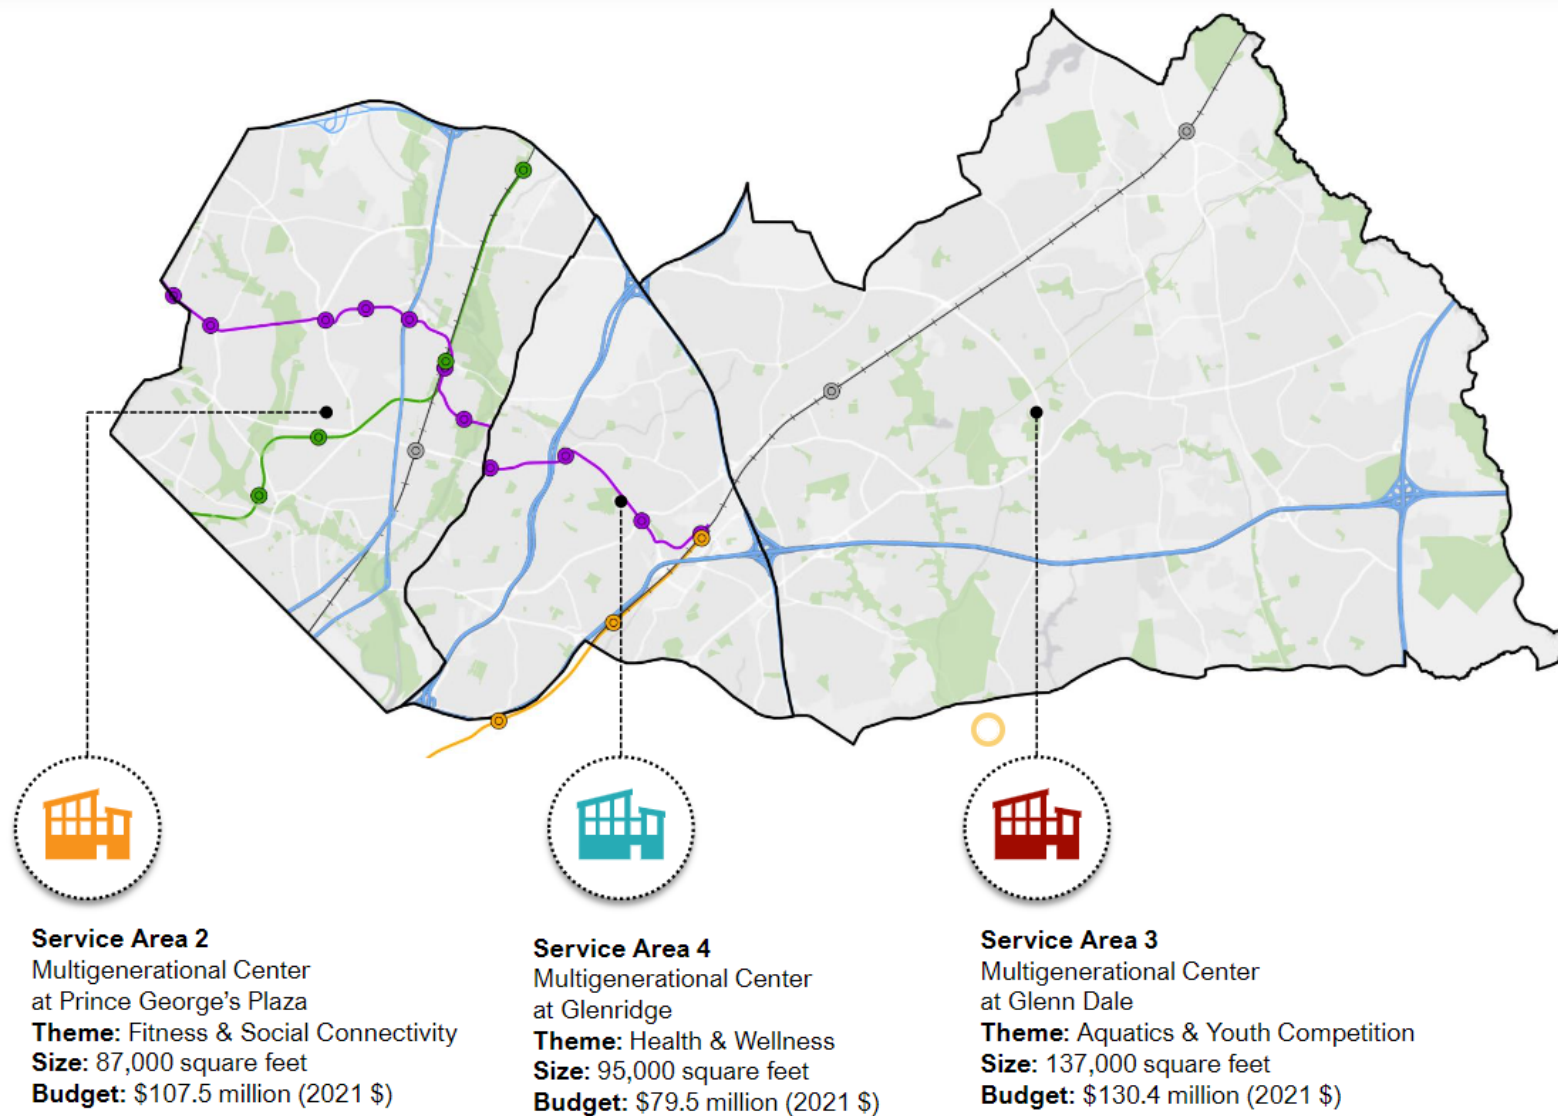 Service Area 2
Multigenerational Center
at Prince George's Plaza
Theme: Fitness & Social Connectivity
Size: 87,000 square feet
Budget: $107.5 million (2021 $)
Service Area 4
Multigenerational Center
at Glenridge
Theme: Health & Wellness
Size: 95,000 square feet
Budget: $79.5 million (2021 $)
Service Area 3
Multigenerational Center
at Glenn Dale
Theme: Aquatics & Youth Competition
Size: 137,000 square feet
Budget: $130.4 million (2021 $)